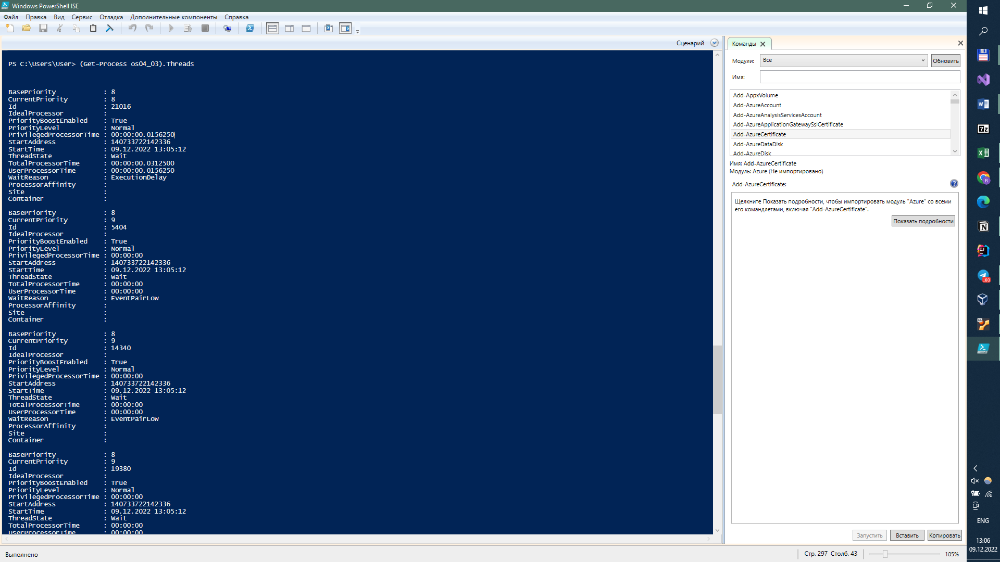 Windows PowerShell ISE
Файл Правка Вид Сервис Отладка Дополнительные компоненты Справка
Сценарий
PS C:\Users\User> (Get-Process os04_03).Threads
BasePriority : 8
CurrentPriority : 8
Id : 21016
IdealProcessor :
PriorityBoostEnabled : True
PriorityLevel : Normal
PrivilegedProcessorTime : 00:00:00.0156250
StartAddress : 140733722142336
StartTime : 09.12.2022 13:05:12
ThreadState : Wait
TotalProcessorTime : 00:00:00.0312500
UserProcessorTime : 00:00:00.0156250
WaitReason : ExecutionDelay
ProcessorAffinity :
Site :
Container :
BasePriority : 8
CurrentPriority : 9
Id : 5404
IdealProcessor :
PriorityBoostEnabled : True
PriorityLevel : Normal
PrivilegedProcessorTime : 00:00:00
StartAddress : 140733722142336
StartTime : 09.12.2022 13:05:12
ThreadState : Wait
TotalProcessorTime : 00:00:00
UserProcessorTime : 00:00:00
WaitReason : EventPairLow
ProcessorAffinity :
Site :
Container :
BasePriority : 8
CurrentPriority : 9
Id : 14340
IdealProcessor :
PriorityBoostEnabled : True
PriorityLevel : Normal
PrivilegedProcessorTime : 00:00:00
StartAddress : 140733722142336
StartTime : 09.12.2022 13:05:12
ThreadState : Wait
TotalProcessorTime : 00:00:00
UserProcessorTime : 00:00:00
WaitReason : EventPairLow
ProcessorAffinity :
Site :
Container :
BasePriority : 8
CurrentPriority : 9
Id : 19380
IdealProcessor :
PriorityBoostEnabled : True
PriorityLevel : Normal
PrivilegedProcessorTime : 00:00:00
StartAddress : 140733722142336
StartTime : 09.12.2022 13:05:12
ThreadState : Wait
TotalProcessorTime : 00:00:00
UserProcessorTime : 00:00:00
Команды
Модули: Все Обновить
Имя:
Add-AppxVolume
Add-AzureAccount
Add-AzureAnalysisServicesAccount
Add-AzureApplicationGatewaySslCertificate
Add-AzureCertificate
Add-AzureDataDisk
Add-AzureDisk
Имя: Add-AzureCertificate
Модуль: Azure (Не импортировано)
Add-AzureCertificate:
Щелкните Показать подробности, чтобы импортировать модуль "Azure" со всеми
его командлетами, включая "Add-AzureCertificate".
Показать подробности
Запустить Вставить Копировать
Выполнено
Стр. 297 Столб. 43
105%
W
7z
X
R
N
IJ
.60
64
ENG
13:06
09.12.2022